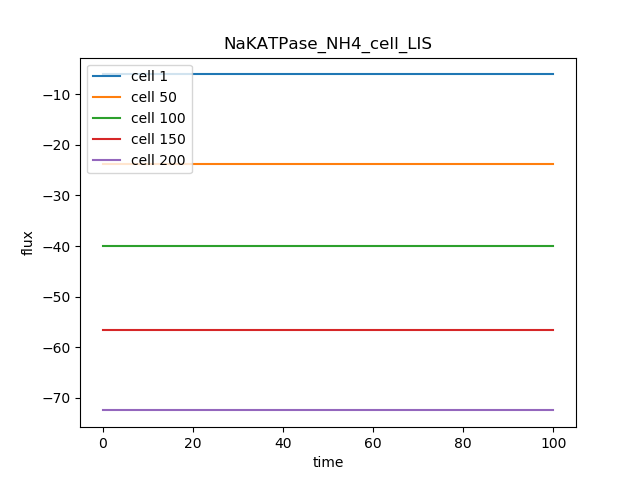 NaKATPase_NH4_cell_LIS
cell 1
cell 50
cell 100
cell 150
cell 200
−10
−20
−30
−40
−50
−60
−70
flux
0 20 40 60 80 100
time